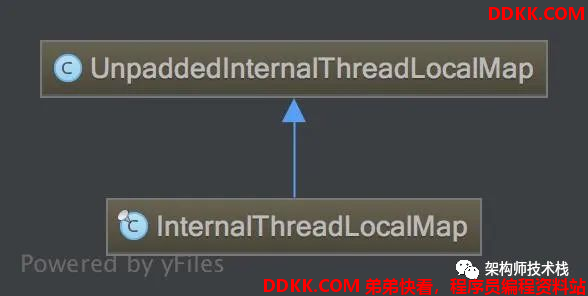 DDKK.COM
C UnpaddedInternalThreadLocalMap
C InternalThreadLocalMap
Powered by yFiles
架构师技术栈
DDKK.COM 弟弟快看，程序员编程资料站